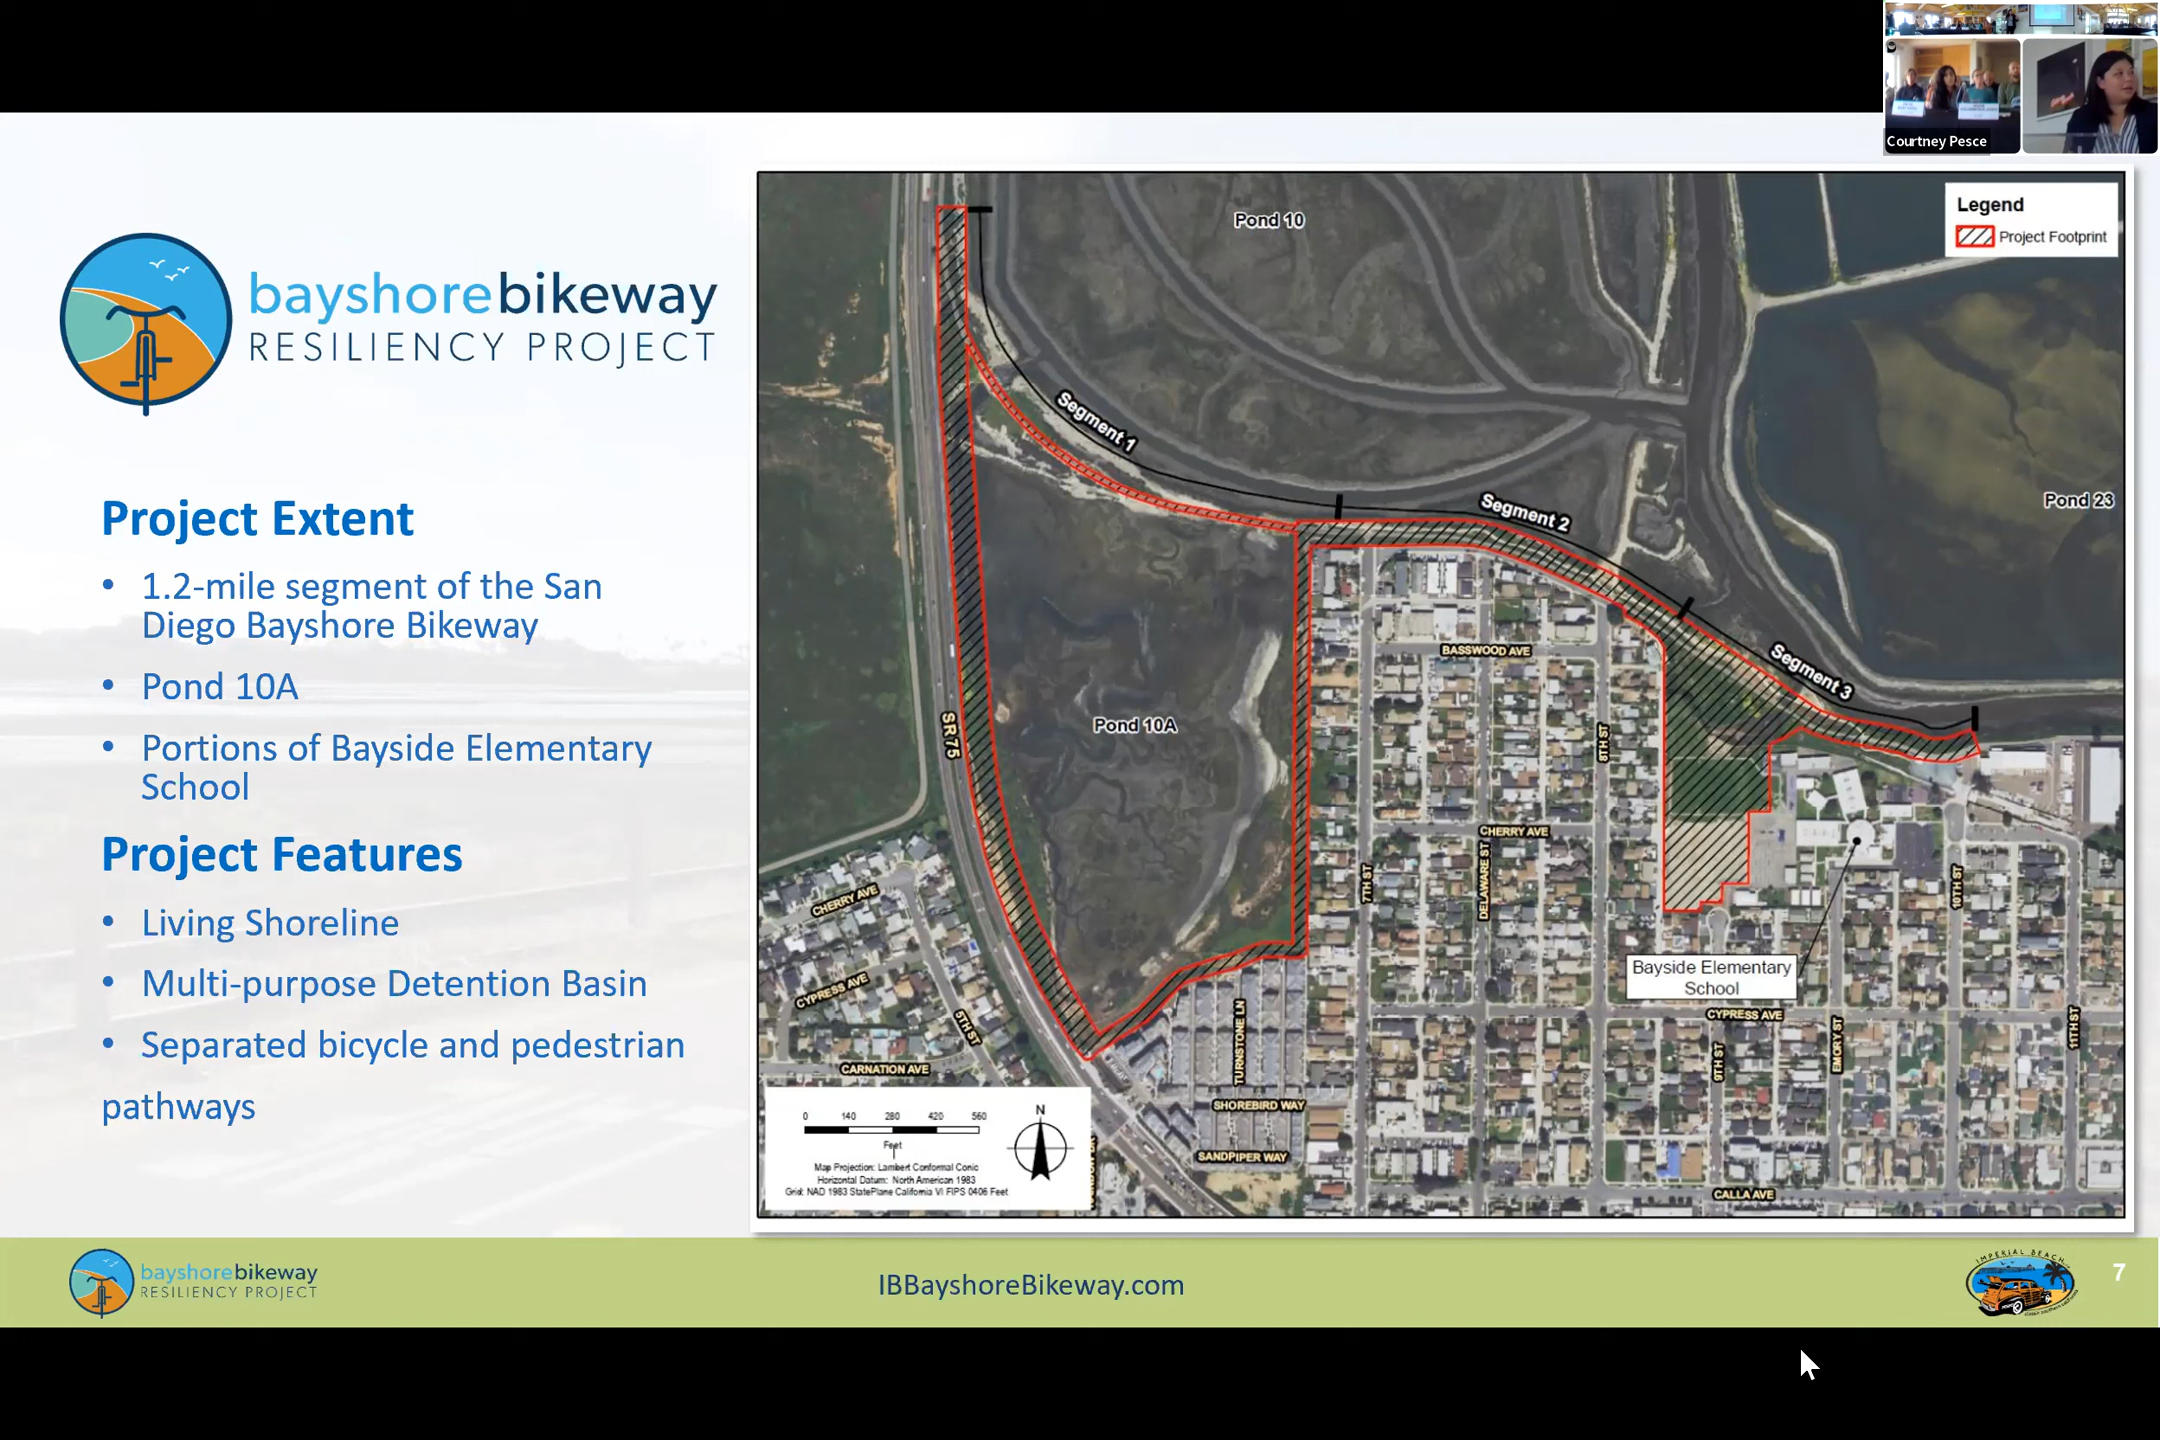 Courtney Pesce
bayshorebikeway
RESILIENCY PROJECT
Project Extent
• 1.2-mile segment of the San
Diego Bayshore Bikeway
• Pond 10A
• Portions of Bayside Elementary
School
Project Features
• Living Shoreline
• Multi-purpose Detention Basin
• Separated bicycle and pedestrian
pathways
Legend
Project Footprint
Pond 10
Segment 1
Segment 2
Pond 23
Segment 3
BASSWOOD AVE
Pond 10A
SR 75
8TH ST
CHERRY AVE
DELAWARE ST
7TH ST
10TH ST
CHERRY AVE
Bayside Elementary
School
CYPRESS AVE
5TH ST
CYPRESS AVE
TURNSTONE LN
9TH ST
EMORY ST
11TH ST
CARNATION AVE
SHOREBIRD WAY
SANDPIPER WAY
CALLA AVE
0 140 280 420 560
Feet
N
Map Projection: Lambert Conformal Conic
Horizontal Datum: North American 1983
Grid: NAD 1983 StatePlane California VI FIPS 0406 Feet
bayshorebikeway
RESILIENCY PROJECT
IBBayshoreBikeway.com
IMPERIAL BEACH
7